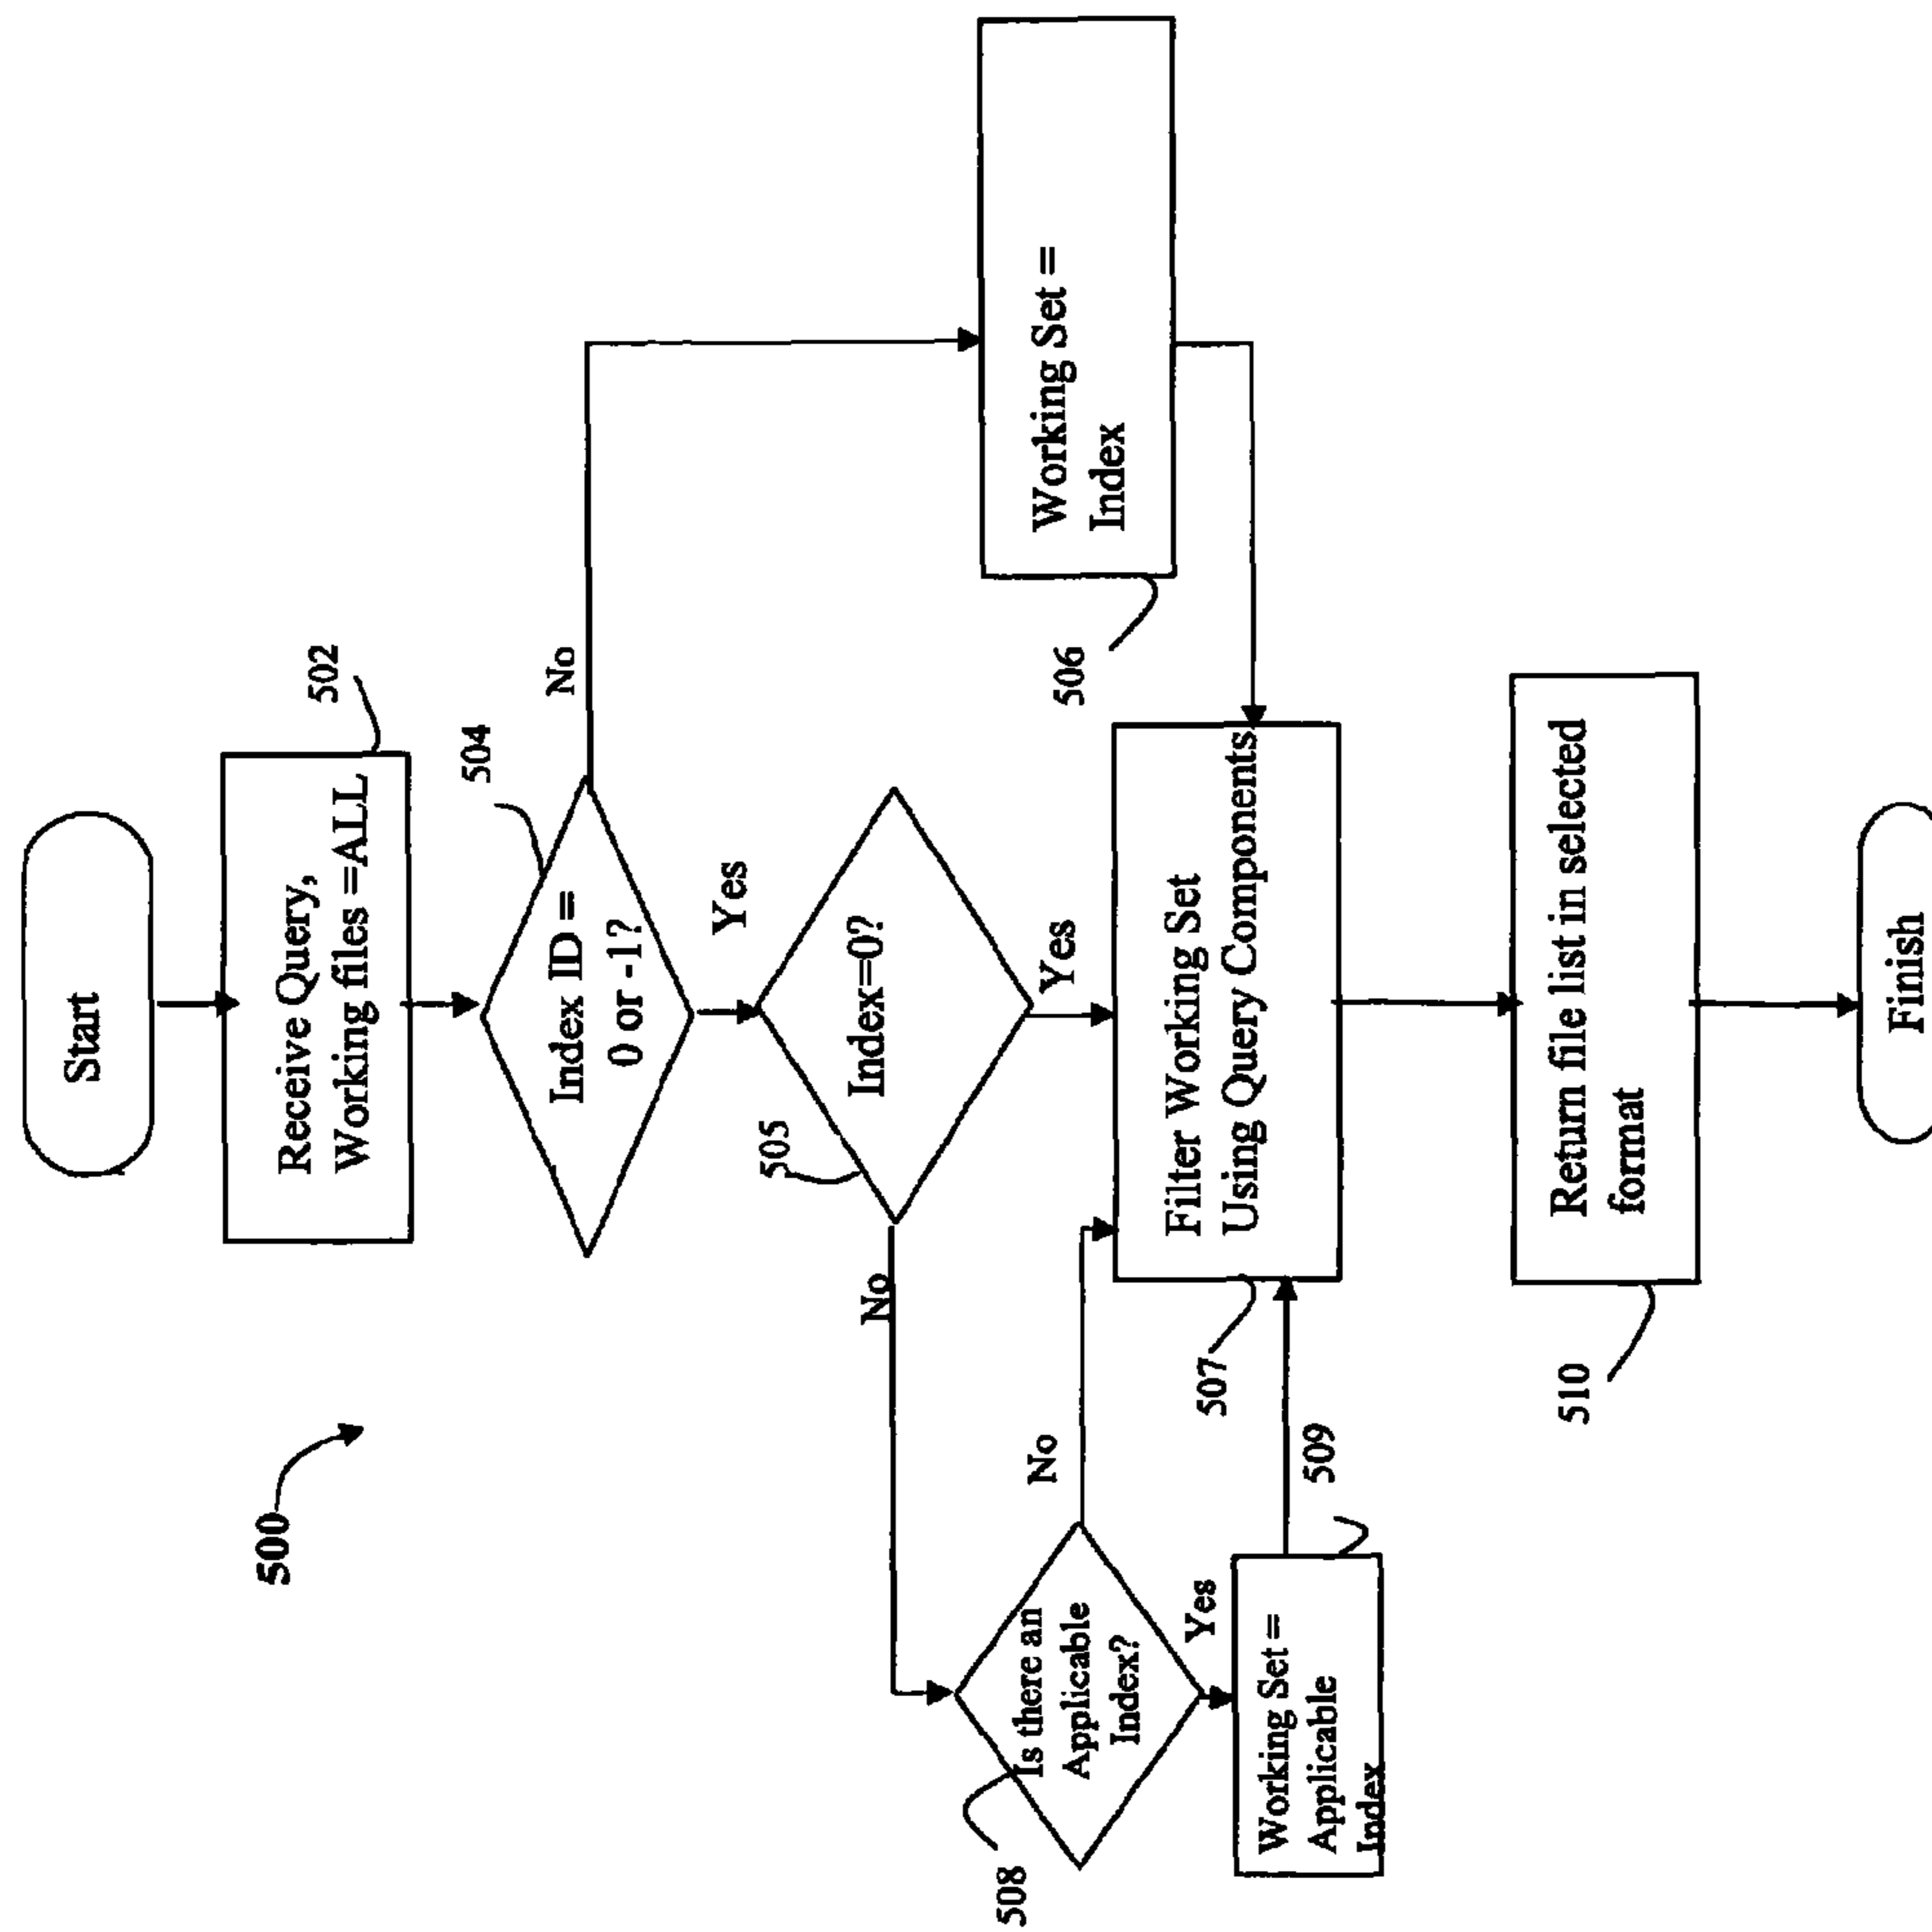 500
Start
Receive Query,
Working files =ALL
502
504
Index ID =
0 or -1?
No
Yes
505
Index=0?
No
Yes
Working Set =
Index
506
508
Is there an
Applicable
Index?
No
Yes
Working Set =
Applicable
Index
509
Filter Working Set
Using Query Components
507
Return file list in selected
format
510
Finish